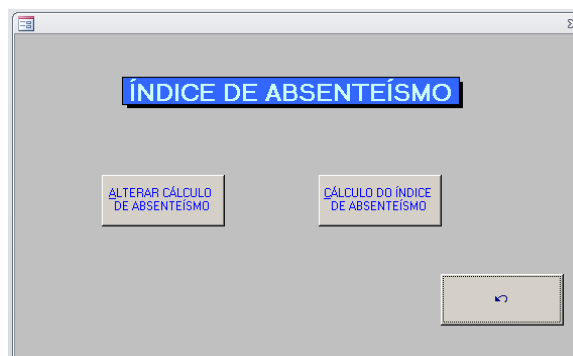 ÍNDICE DE ABSENTEÍSMO
ALTERAR CÁLCULO
DE ABSENTEÍSMO
CÁLCULO DO ÍNDICE
DE ABSENTEÍSMO